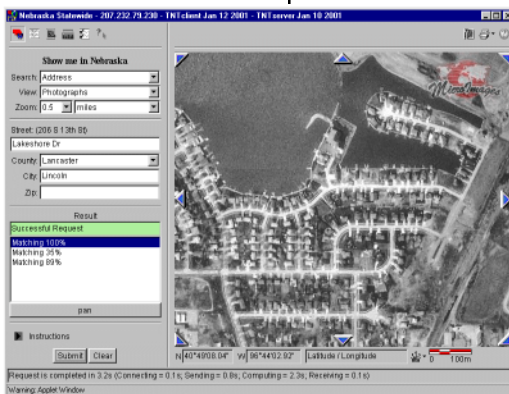 Nebraska Statewide - 207.232.79.230 - TNTclient Jan 12 2001 - TNTserver Jan 10 2001
Show me in Nebraska
Search: Address
View: Photographs
Zoom: 0.5 miles
Street: (206 S 13th St)
Lakeshore Dr
County: Lancaster
City: Lincoln
Zip:
Result
Successful Request
Matching 100%
Matching 35%
Matching 89%
pan
Instructions
Submit Clear
MicroImages
N 40°49'08.04" W 96°44'02.92" Latitude / Longitude
0 100m
Request is completed in 3.2s (Connecting = 0.1s; Sending = 0.8s; Computing = 2.3s; Receiving = 0.1s)
Warning: Applet Window